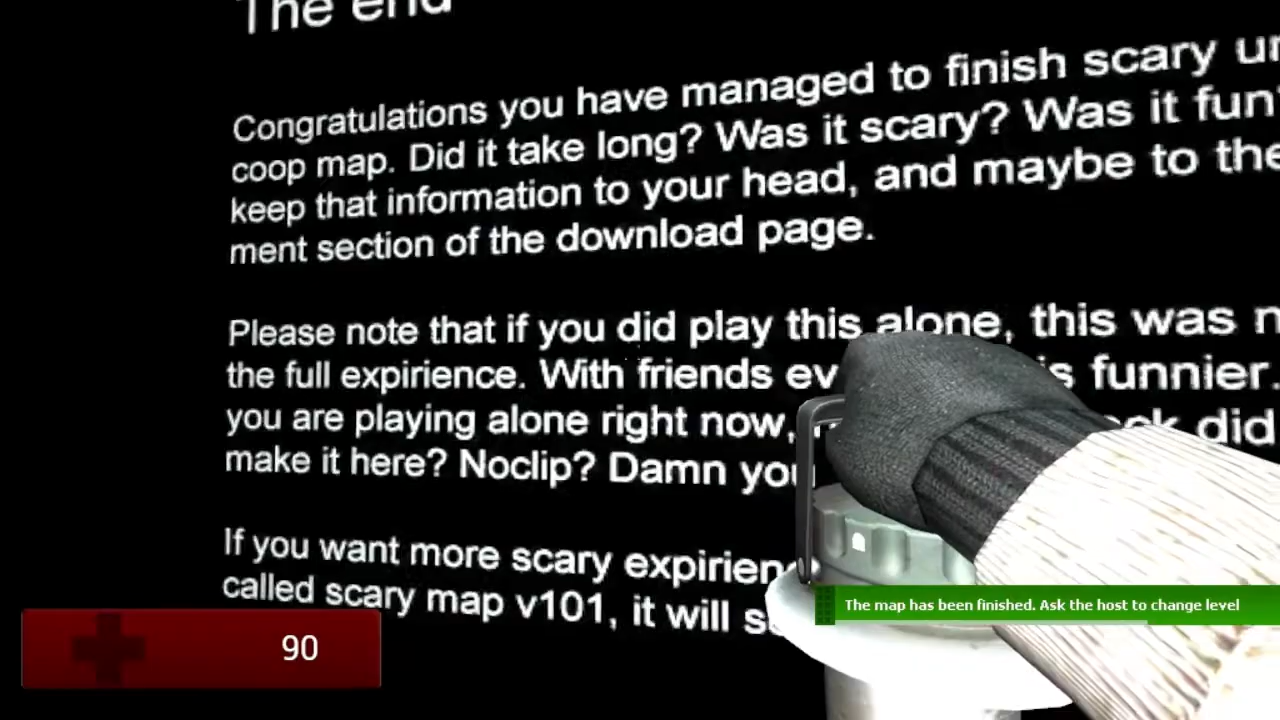 The end
Congratulations you have managed to finish scary
coop map. Did it take long? Was it scary? Was it fun
keep that information to your head, and maybe to the
ment section of the download page.
Please note that if you did play this alone, this was
the full expirience. With friends is funnier.
you are playing alone right now, did
make it here? Noclip? Damn you
If you want more scary
called scary map v101, it will
The map has been finished. Ask the host to change level
90